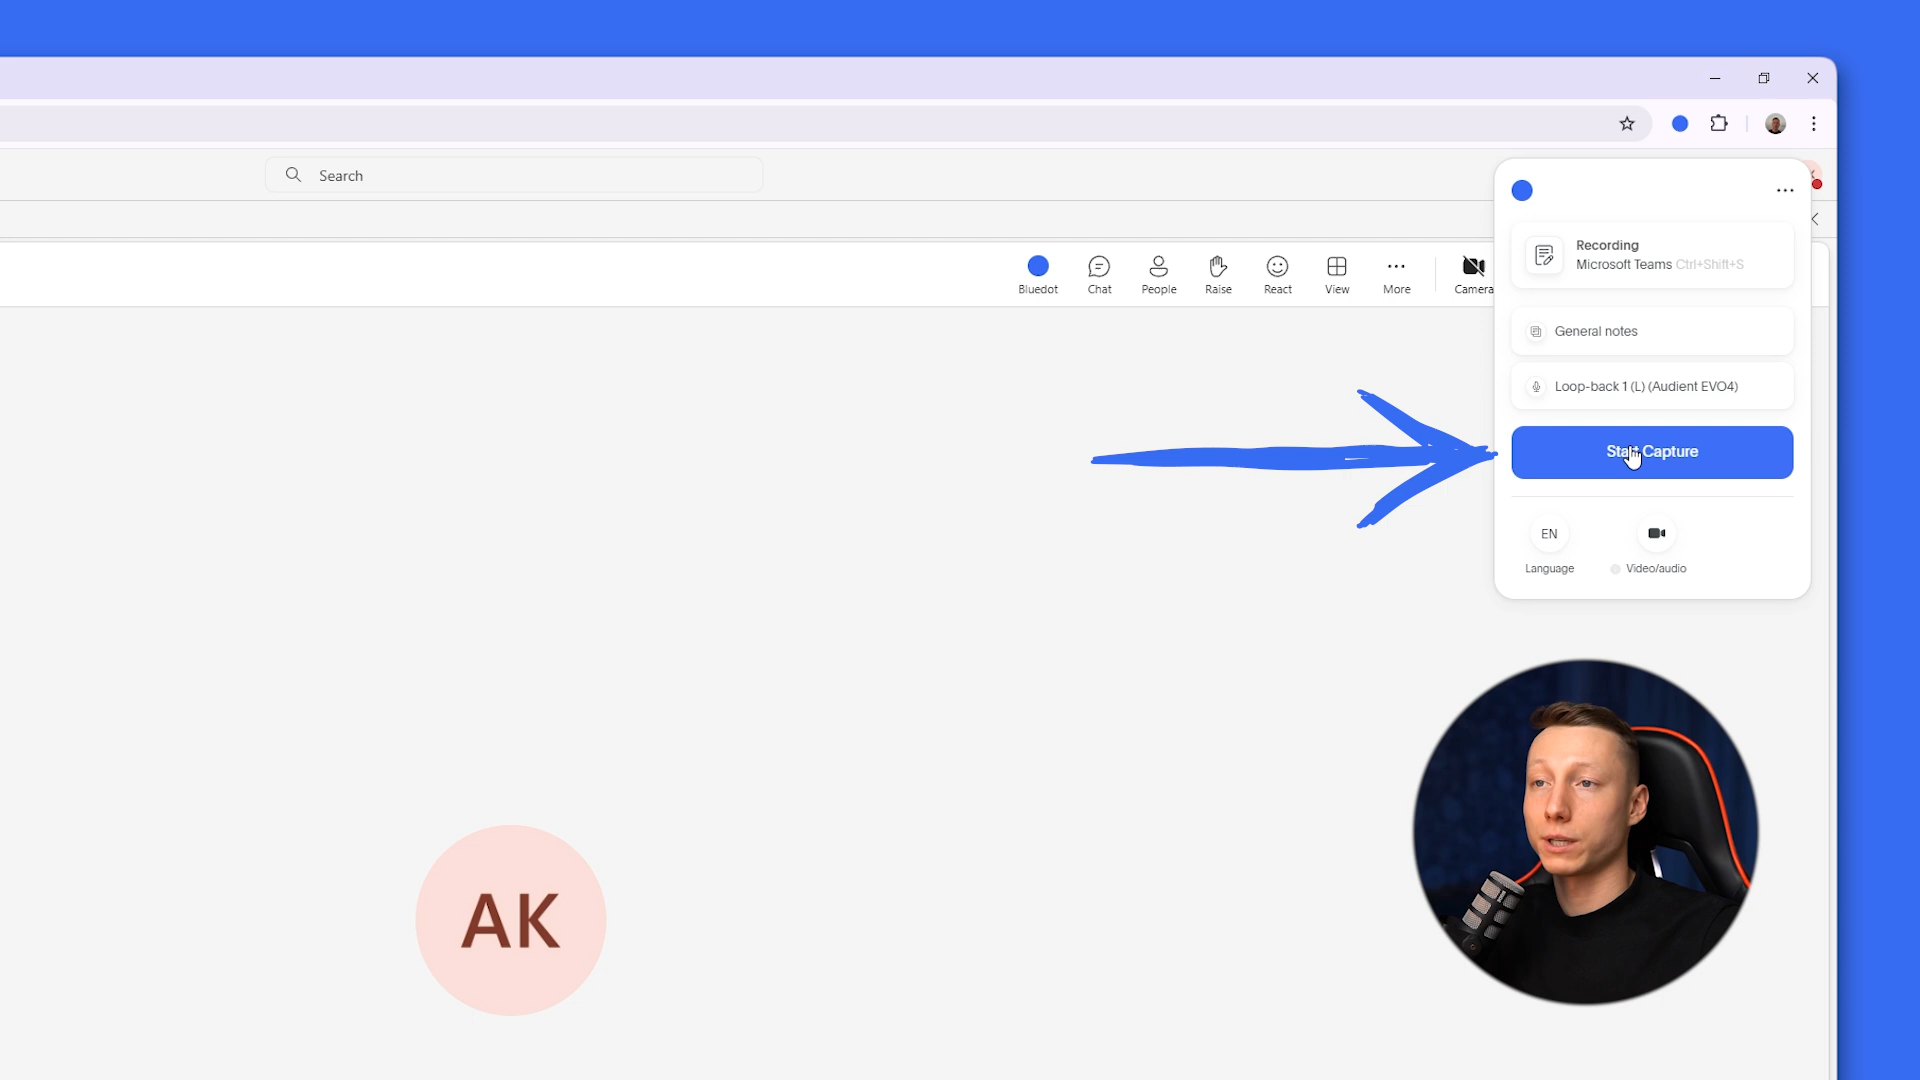 Search
Bluedot
Chat
People
Raise
React
View
More
Camera
Recording
Microsoft Teams Ctrl+Shift+S
General notes
Loop-back 1 (L) (Audient EVO4)
Start Capture
EN
Language
Video/audio
AK